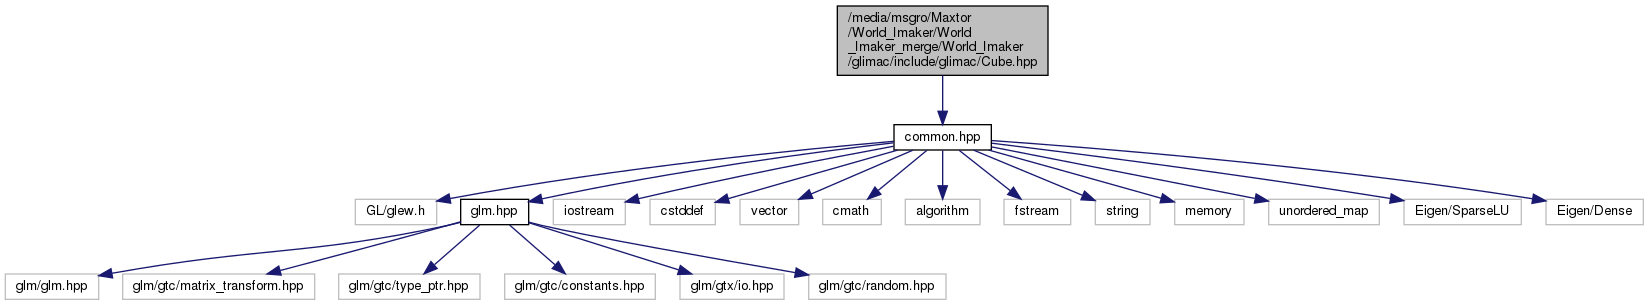 /media/msgro/Maxtor
/World_Imaker/World
_Imaker_merge/World_Imaker
/glimac/include/glimac/Cube.hpp
common.hpp
GL/glew.h
glm.hpp
iostream
cstddef
vector
cmath
algorithm
fstream
string
memory
unordered_map
Eigen/SparseLU
Eigen/Dense
glm/glm.hpp
glm/gtc/matrix_transform.hpp
glm/gtc/type_ptr.hpp
glm/gtc/constants.hpp
glm/gtx/io.hpp
glm/gtc/random.hpp